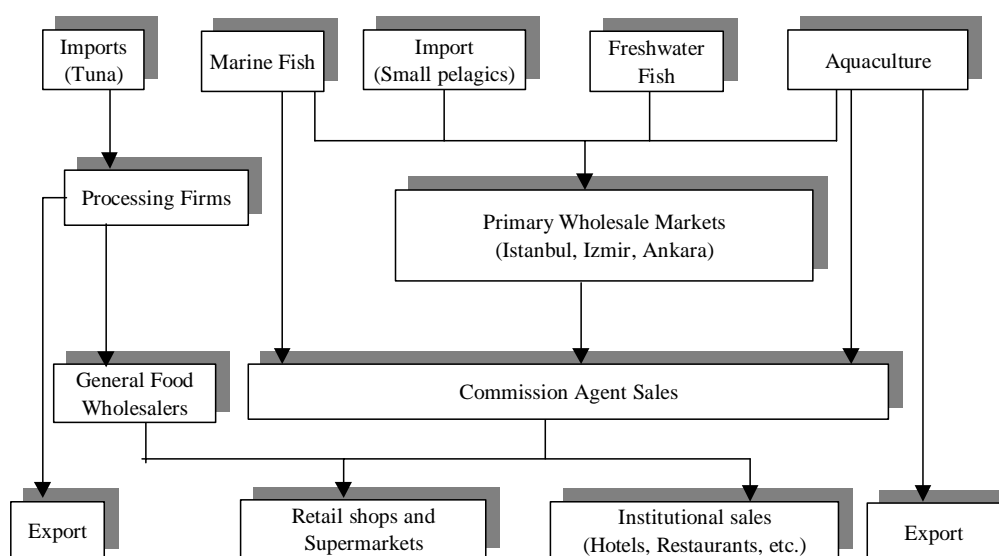 Imports
(Tuna)
Marine Fish
Import
(Small pelagics)
Freshwater
Fish
Aquaculture
Processing Firms
Primary Wholesale Markets
(Istanbul, Izmir, Ankara)
General Food
Wholesalers
Commission Agent Sales
Export
Retail shops and
Supermarkets
Institutional sales
(Hotels, Restaurants, etc.)
Export